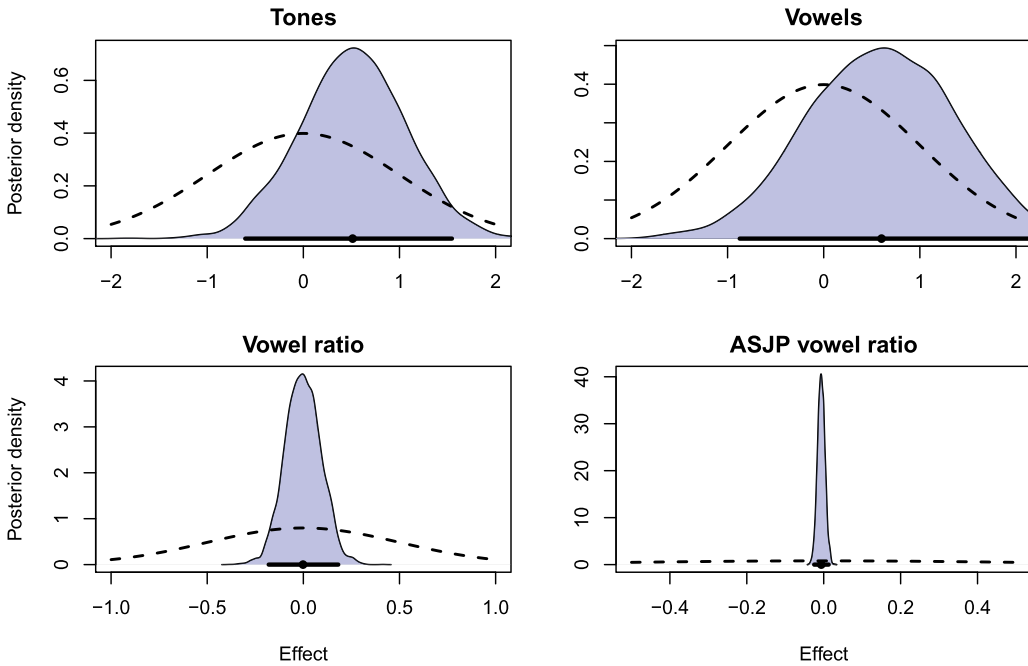 Tones
Vowels
Posterior density
0.0 0.2 0.4 0.6
−2 −1 0 1 2
0.0 0.2 0.4
−2 −1 0 1 2
Vowel ratio
ASJP vowel ratio
Posterior density
0 1 2 3 4
−1.0 −0.5 0.0 0.5 1.0
0 10 20 30 40
−0.4 −0.2 0.0 0.2 0.4
Effect
Effect